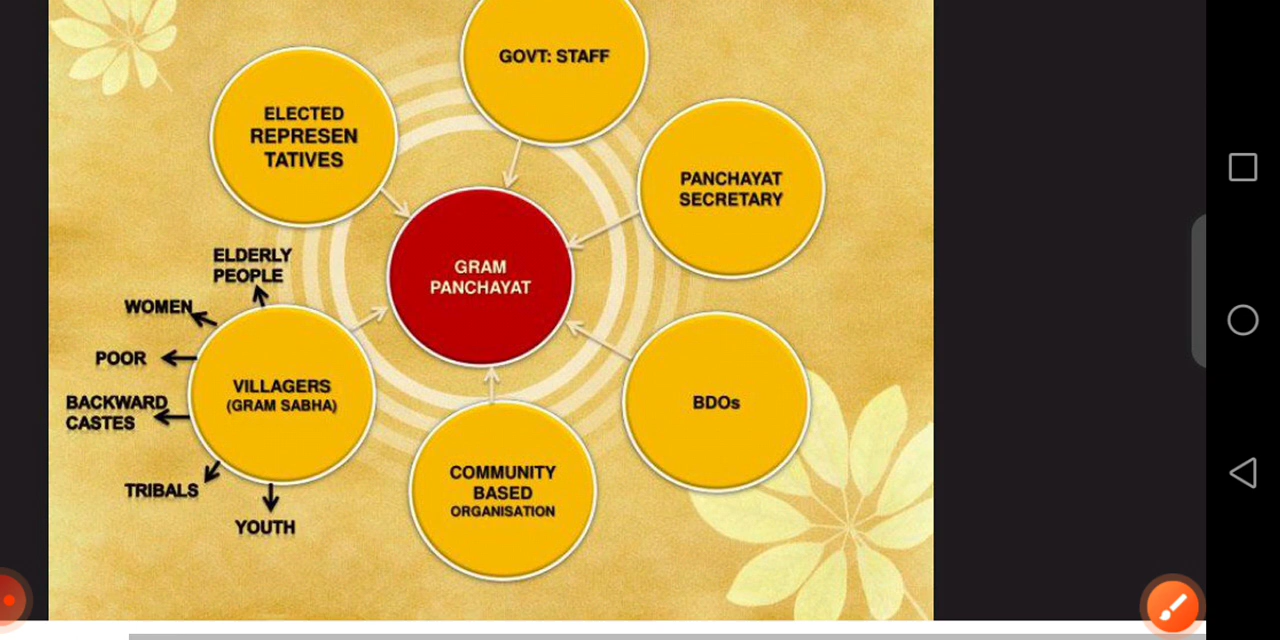 GOVT: STAFF
ELECTED
REPRESEN
TATIVES
PANCHAYAT
SECRETARY
GRAM
PANCHAYAT
ELDERLY
PEOPLE
WOMEN
POOR
BACKWARD
CASTES
TRIBALS
YOUTH
VILLAGERS
(GRAM SABHA)
BDOs
COMMUNITY
BASED
ORGANISATION